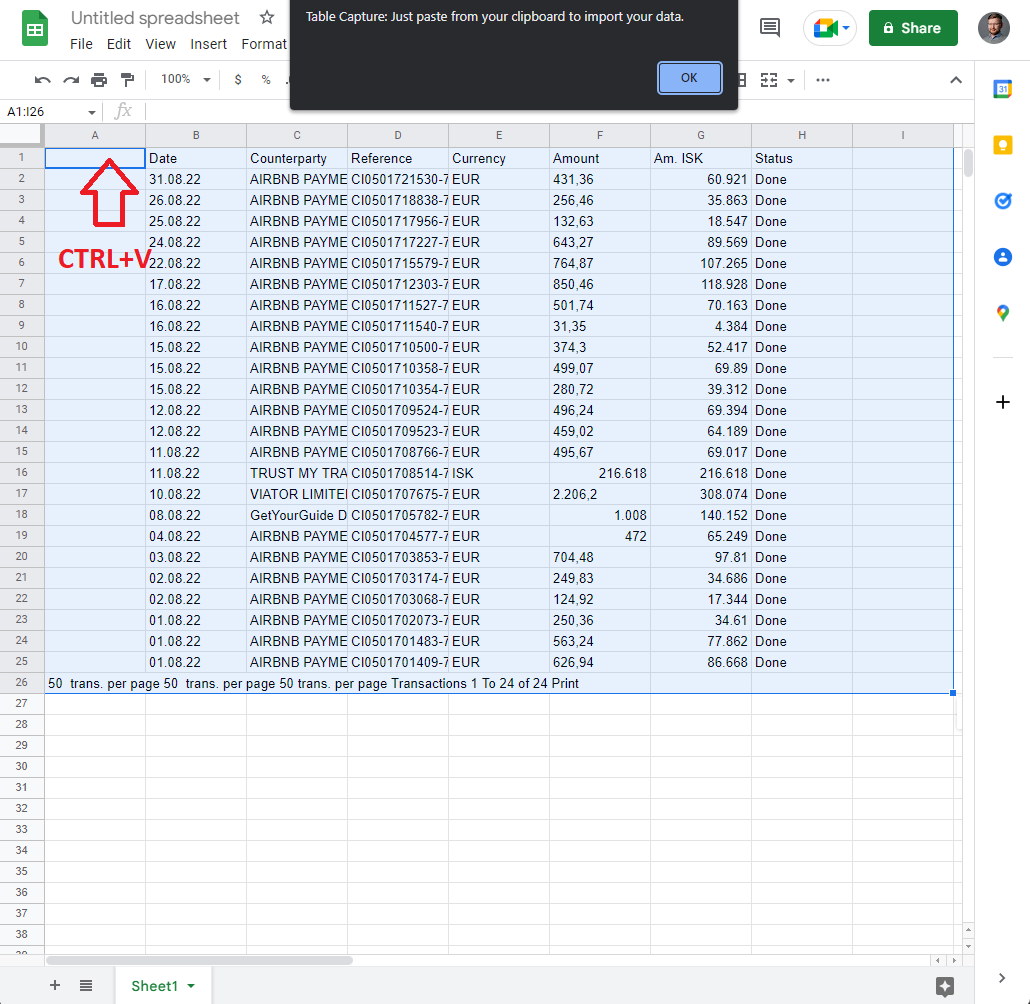 Untitled spreadsheet
Table Capture: Just paste from your clipboard to import your data.
File Edit View Insert Format
OK
Share
100% $ %
31
A1:I26 fx
A B C D E F G H I
1 Date Counterparty Reference Currency Amount Am. ISK Status
2 31.08.22 AIRBNB PAYME CI0501721530-7 EUR 431,36 60.921 Done
3 26.08.22 AIRBNB PAYME CI0501718838-7 EUR 256,46 35.863 Done
4 25.08.22 AIRBNB PAYME CI0501717956-7 EUR 132,63 18.547 Done
5 24.08.22 AIRBNB PAYME CI0501717227-7 EUR 643,27 89.569 Done
CTRL+V
6 22.08.22 AIRBNB PAYME CI0501715579-7 EUR 764,87 107.265 Done
7 17.08.22 AIRBNB PAYME CI0501712303-7 EUR 850,46 118.928 Done
8 16.08.22 AIRBNB PAYME CI0501711527-7 EUR 501,74 70.163 Done
9 16.08.22 AIRBNB PAYME CI0501711540-7 EUR 31,35 4.384 Done
10 15.08.22 AIRBNB PAYME CI0501710500-7 EUR 374,3 52.417 Done
11 15.08.22 AIRBNB PAYME CI0501710358-7 EUR 499,07 69.89 Done
12 15.08.22 AIRBNB PAYME CI0501710354-7 EUR 280,72 39.312 Done
13 12.08.22 AIRBNB PAYME CI0501709524-7 EUR 496,24 69.394 Done
14 12.08.22 AIRBNB PAYME CI0501709523-7 EUR 459,02 64.189 Done
15 11.08.22 AIRBNB PAYME CI0501708766-7 EUR 495,67 69.017 Done
16 11.08.22 TRUST MY TRA CI0501708514-7 ISK 216.618 216.618 Done
17 10.08.22 VIATOR LIMITE CI0501707675-7 EUR 2.206,2 308.074 Done
18 08.08.22 GetYourGuide D CI0501705782-7 EUR 1.008 140.152 Done
19 04.08.22 AIRBNB PAYME CI0501704577-7 EUR 472 65.249 Done
20 03.08.22 AIRBNB PAYME CI0501703853-7 EUR 704,48 97.81 Done
21 02.08.22 AIRBNB PAYME CI0501703174-7 EUR 249,83 34.686 Done
22 02.08.22 AIRBNB PAYME CI0501703068-7 EUR 124,92 17.344 Done
23 01.08.22 AIRBNB PAYME CI0501702073-7 EUR 250,36 34.61 Done
24 01.08.22 AIRBNB PAYME CI0501701483-7 EUR 563,24 77.862 Done
25 01.08.22 AIRBNB PAYME CI0501701409-7 EUR 626,94 86.668 Done
26 50 trans. per page 50 trans. per page 50 trans. per page Transactions 1 To 24 of 24 Print
27
28
29
30
31
32
33
34
35
36
37
38
Sheet1